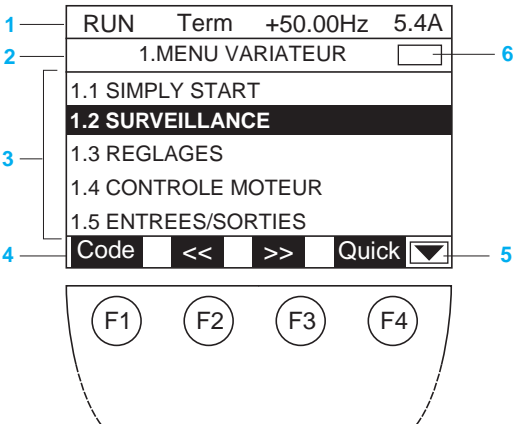 1 RUN Term +50.00Hz 5.4A
2 1.MENU VARIATEUR 6
1.1 SIMPLY START
1.2 SURVEILLANCE
3 1.3 REGLAGES
1.4 CONTROLE MOTEUR
1.5 ENTREES/SORTIES
4 Code << >> Quick 5
F1 F2 F3 F4